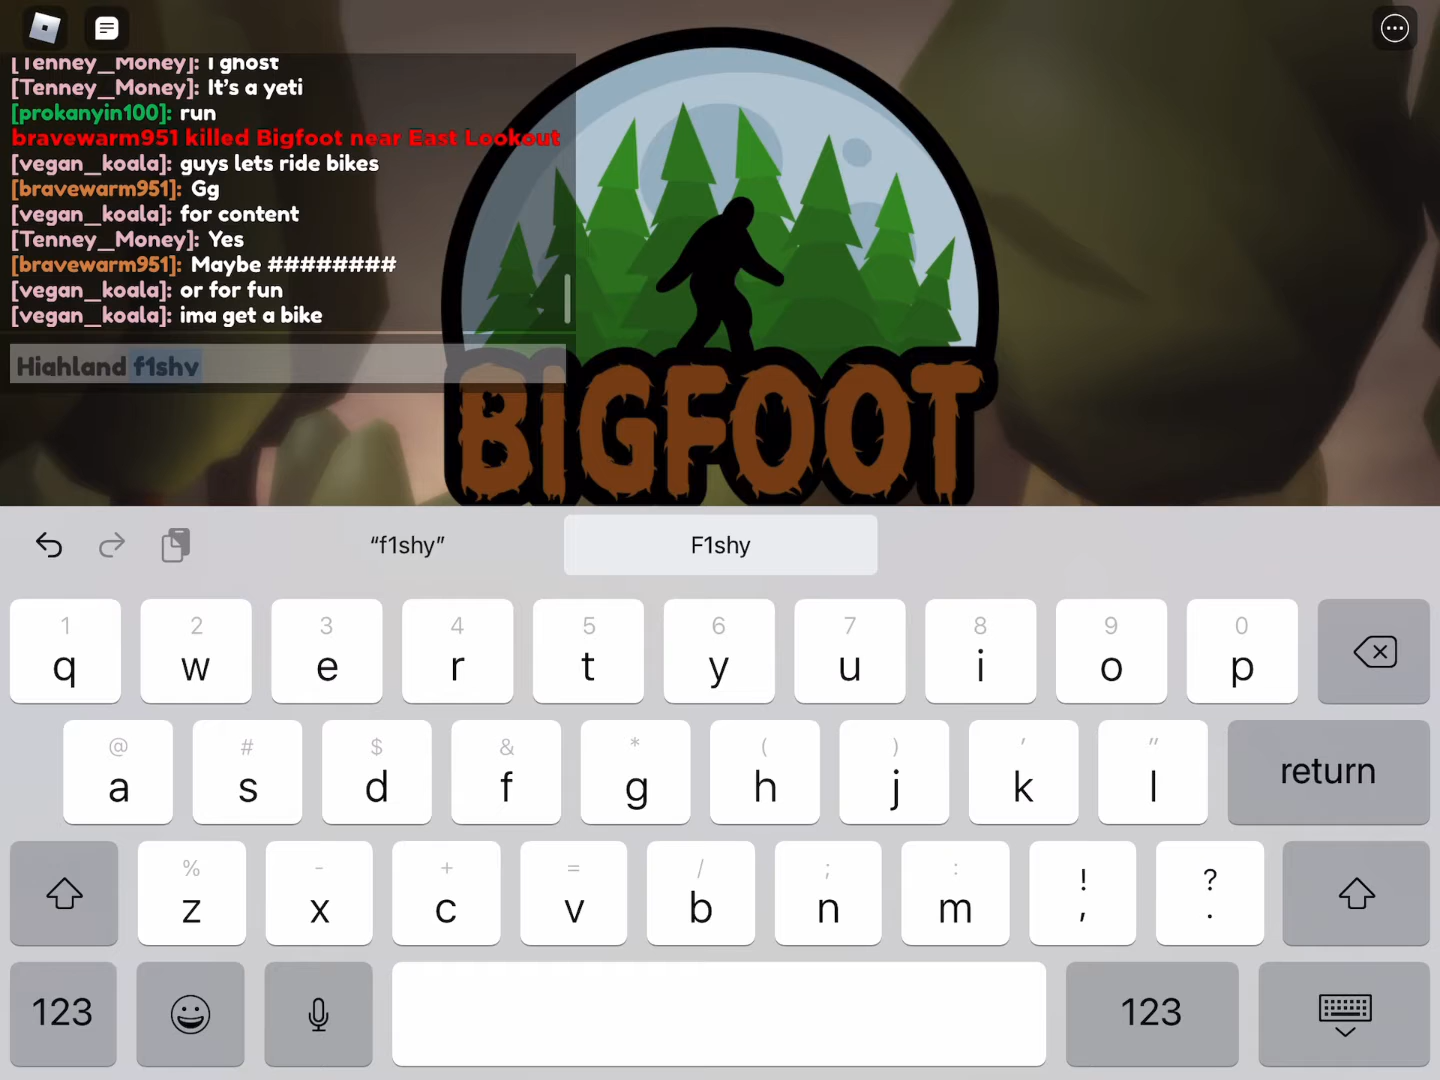 [Tenney_Money]: I ghost
[Tenney_Money]: It's a yeti
[prokanyin100]: run
bravewarm951 killed Bigfoot near East Lookout
[vegan_koala]: guys lets ride bikes
[bravewarm951]: Gg
[vegan_koala]: for content
[Tenney_Money]: Yes
[bravewarm951]: Maybe ########
[vegan_koala]: or for fun
[vegan_koala]: ima get a bike
Highland f1shy
BIGFOOT
“f1shy” F1shy
1 2 3 4 5 6 7 8 9 0
q w e r t y u i o p
@ # $ & * ( ) ' "
a s d f g h j k l return
% - + = / ; : ! ?
z x c v b n m , .
123 123